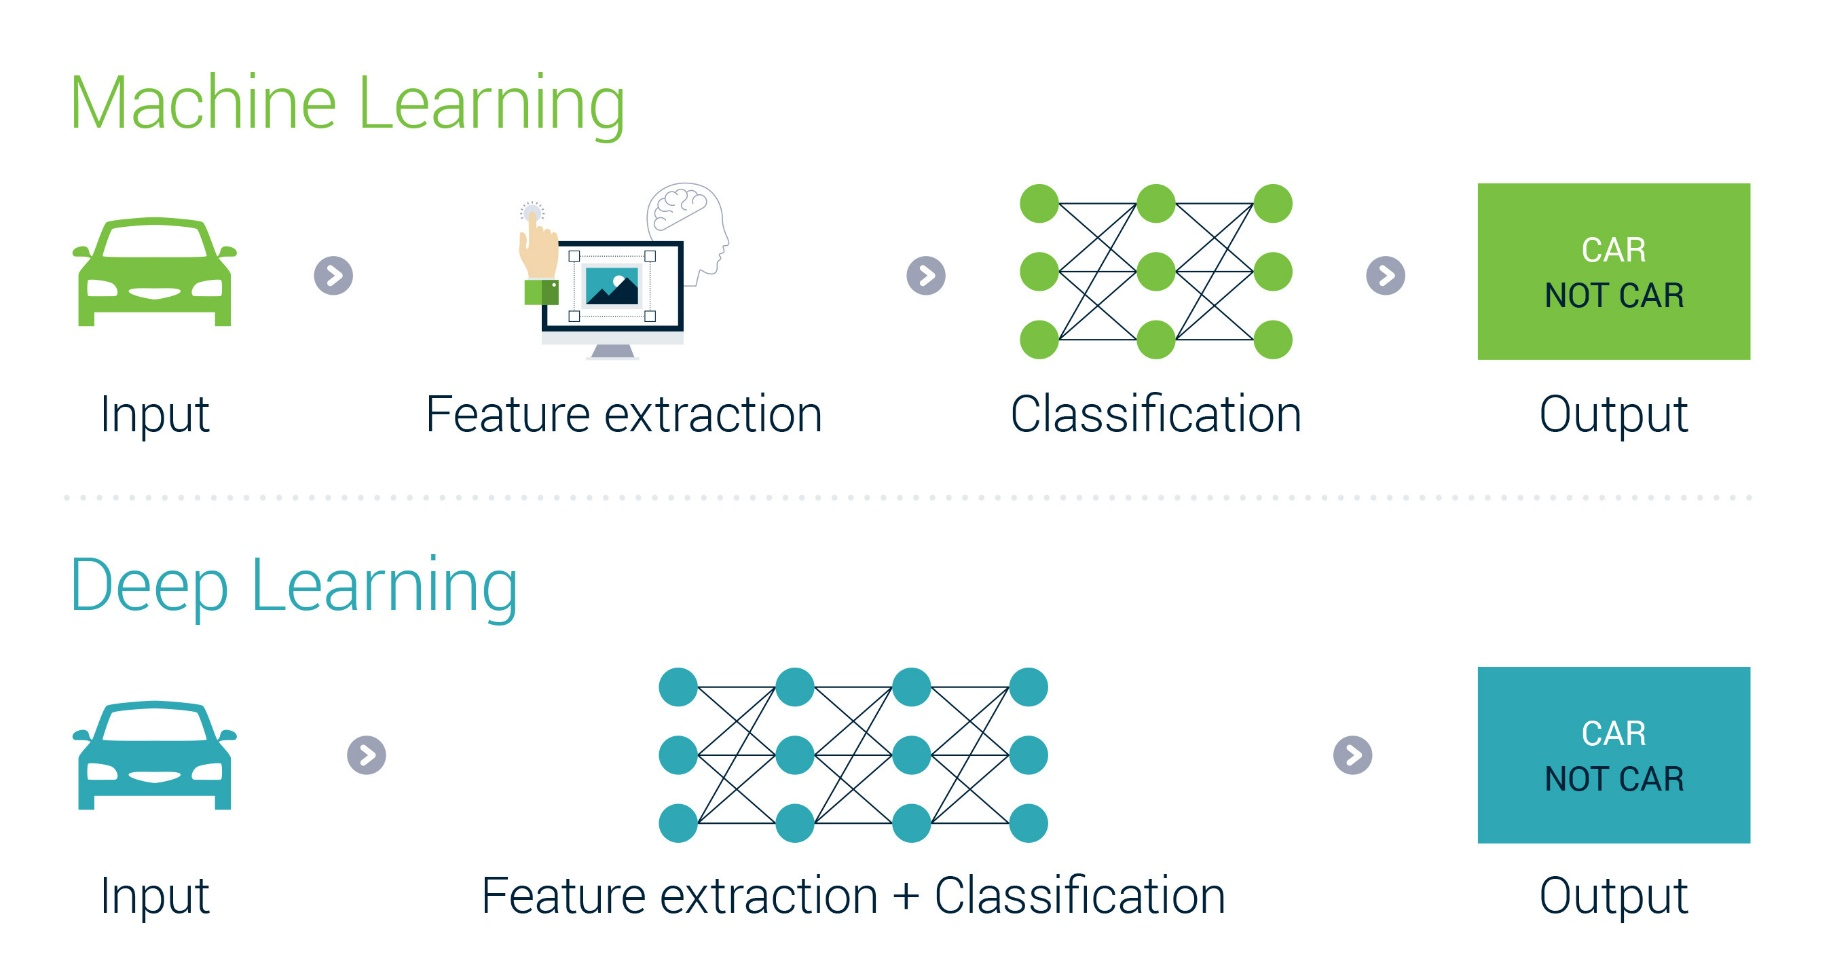 Machine Learning
CAR
NOT CAR
Input
Feature extraction
Classification
Output
Deep Learning
CAR
NOT CAR
Input
Feature extraction + Classification
Output